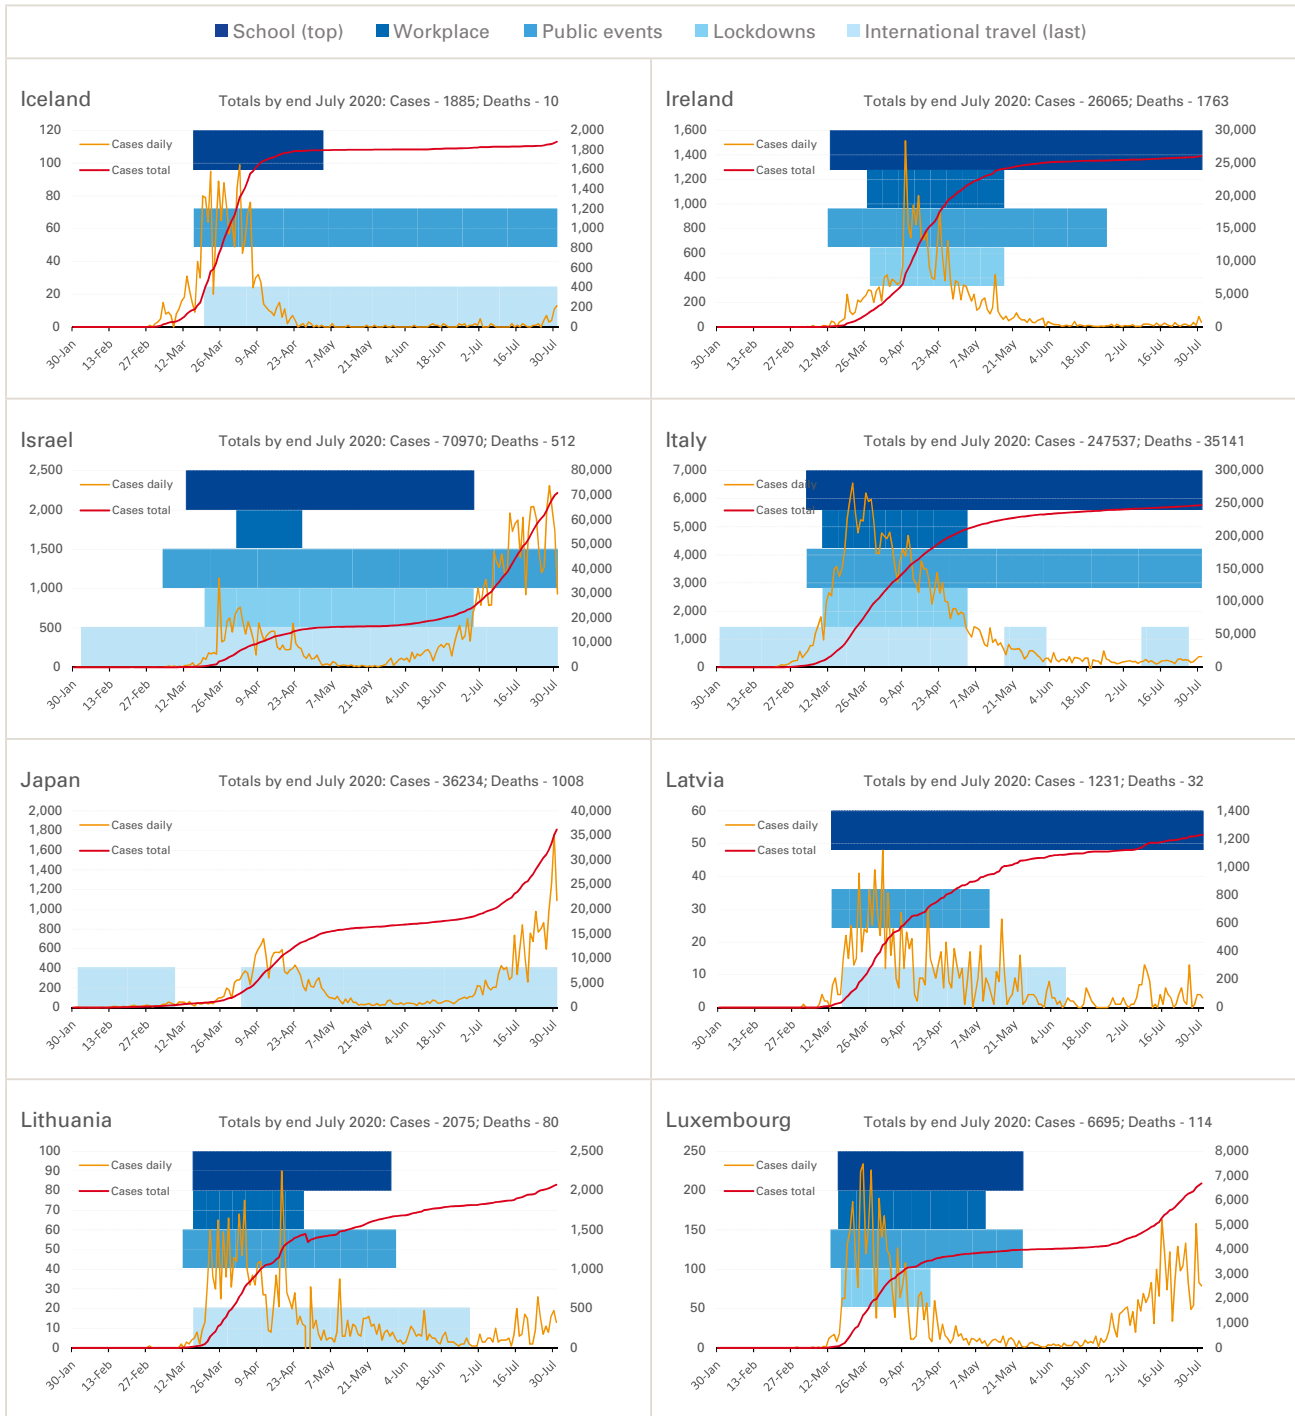 School (top) Workplace Public events Lockdowns International travel (last)
Iceland Totals by end July 2020: Cases - 1885; Deaths - 10
120 2,000
Cases daily 1,800
100 1,600
Cases total
80 1,400
1,200
60 1,000
800
40 600
20 400
200
0 0
30-Jan 13-Feb 27-Feb 12-Mar 26-Mar 9-Apr 23-Apr 7-May 21-May 4-Jun 18-Jun 2-Jul 16-Jul 30-Jul
Ireland Totals by end July 2020: Cases - 26065; Deaths - 1763
1,600 30,000
1,400 Cases daily
25,000
1,200 Cases total
1,000 20,000
800 15,000
600
10,000
400
200 5,000
0 0
30-Jan 13-Feb 27-Feb 12-Mar 26-Mar 9-Apr 23-Apr 7-May 21-May 4-Jun 18-Jun 2-Jul 16-Jul 30-Jul
Israel Totals by end July 2020: Cases - 70970; Deaths - 512
2,500 80,000
Cases daily 70,000
2,000 Cases total 60,000
1,500 50,000
40,000
1,000 30,000
500 20,000
10,000
0 0
30-Jan 13-Feb 27-Feb 12-Mar 26-Mar 9-Apr 23-Apr 7-May 21-May 4-Jun 18-Jun 2-Jul 16-Jul 30-Jul
Italy Totals by end July 2020: Cases - 247537; Deaths - 35141
7,000 300,000
Cases daily
6,000 250,000
Cases total
5,000 200,000
4,000
150,000
3,000
2,000 100,000
1,000 50,000
0 0
30-Jan 13-Feb 27-Feb 12-Mar 26-Mar 9-Apr 23-Apr 7-May 21-May 4-Jun 18-Jun 2-Jul 16-Jul 30-Jul
Japan Totals by end July 2020: Cases - 36234; Deaths - 1008
2,000 40,000
1,800 Cases daily 35,000
1,600 Cases total 30,000
1,400
1,200 25,000
1,000 20,000
800 15,000
600
400 10,000
200 5,000
0 0
30-Jan 13-Feb 27-Feb 12-Mar 26-Mar 9-Apr 23-Apr 7-May 21-May 4-Jun 18-Jun 2-Jul 16-Jul 30-Jul
Latvia Totals by end July 2020: Cases - 1231; Deaths - 32
60 1,400
Cases daily
50 1,200
Cases total
40 1,000
800
30
600
20
400
10 200
0 0
30-Jan 13-Feb 27-Feb 12-Mar 26-Mar 9-Apr 23-Apr 7-May 21-May 4-Jun 18-Jun 2-Jul 16-Jul 30-Jul
Lithuania Totals by end July 2020: Cases - 2075; Deaths - 80
100 2,500
90 Cases daily
80 Cases total 2,000
70
60 1,500
50
40 1,000
30
20 500
10
0 0
30-Jan 13-Feb 27-Feb 12-Mar 26-Mar 9-Apr 23-Apr 7-May 21-May 4-Jun 18-Jun 2-Jul 16-Jul 30-Jul
Luxembourg Totals by end July 2020: Cases - 6695; Deaths - 114
250 8,000
Cases daily 7,000
200 Cases total 6,000
150 5,000
4,000
100 3,000
50 2,000
1,000
0 0
30-Jan 13-Feb 27-Feb 12-Mar 26-Mar 9-Apr 23-Apr 7-May 21-May 4-Jun 18-Jun 2-Jul 16-Jul 30-Jul